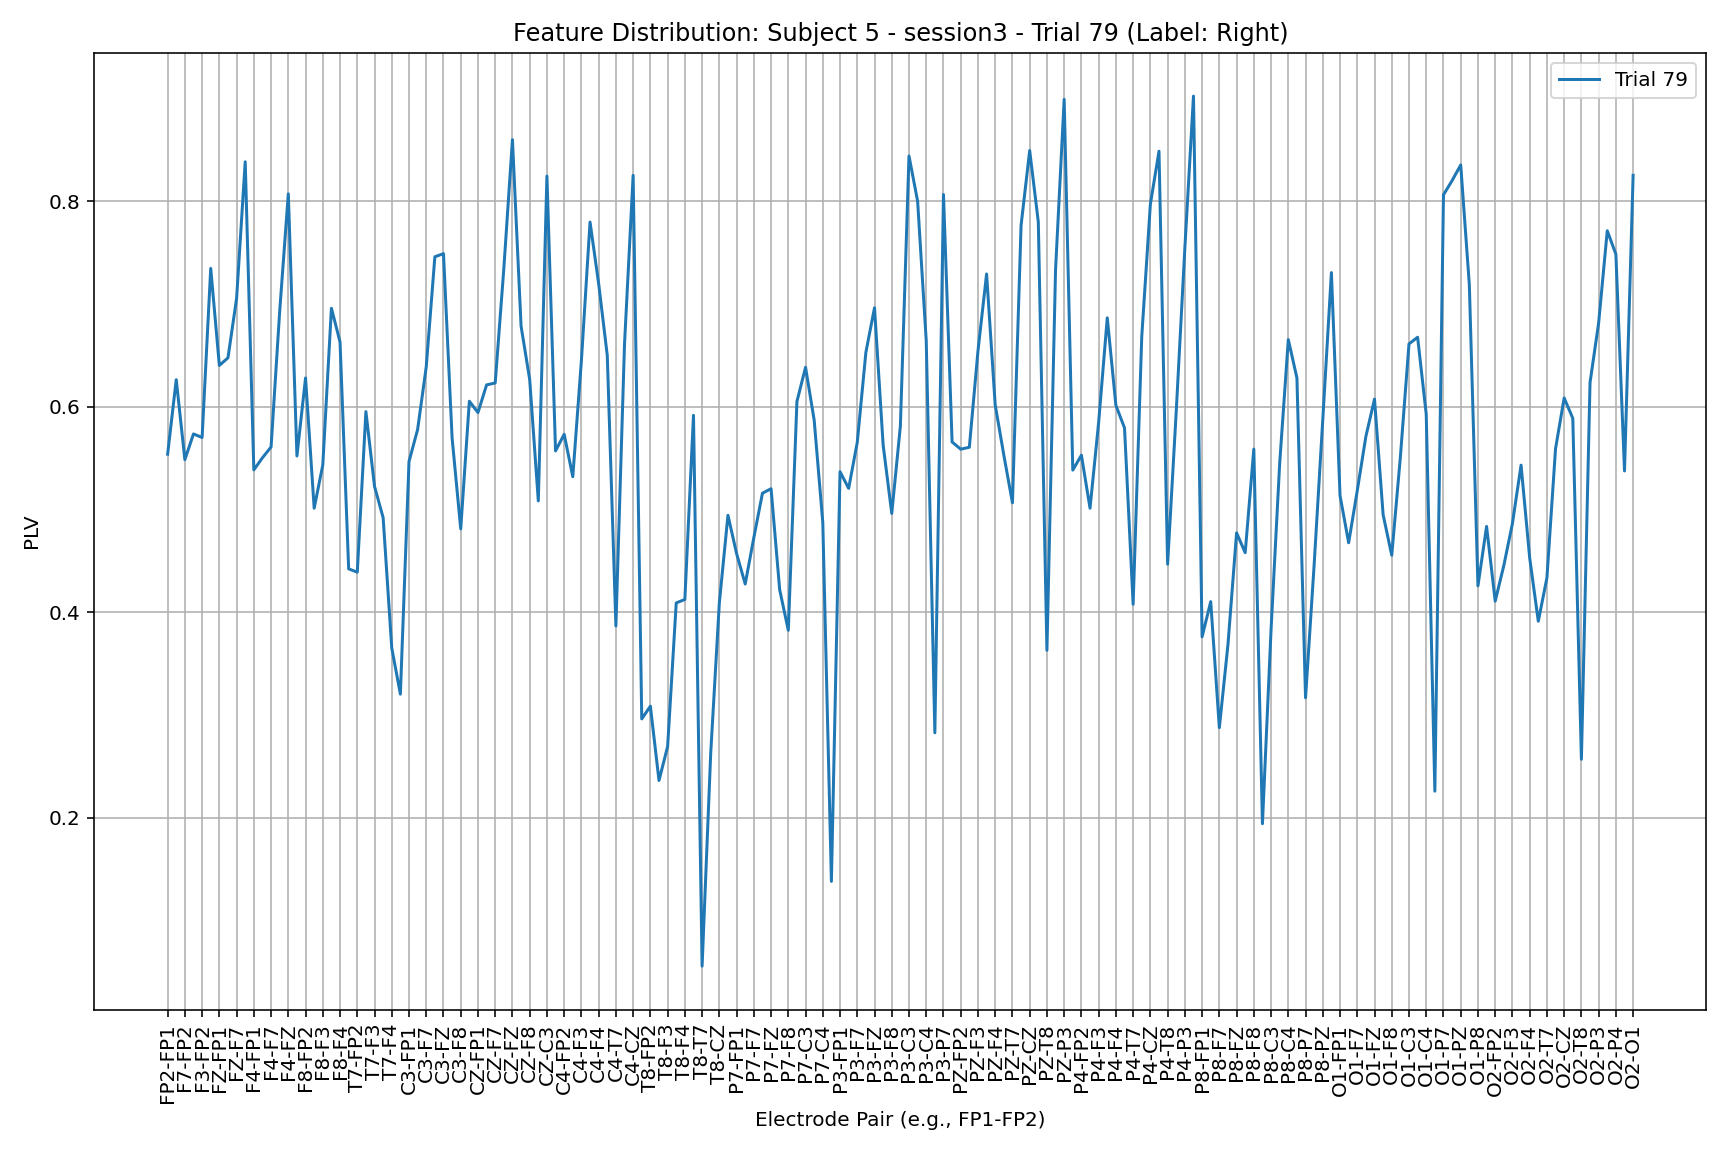 Feature Distribution: Subject 5 - session3 - Trial 79 (Label: Right)
Trial 79
PLV
0.8
0.6
0.4
0.2
FP2-FP1
F7-FP2
F3-FP2
FZ-FP1
FZ-F7
F4-FP1
F4-F7
F4-FZ
F8-FP2
F8-F3
F8-F4
T7-FP2
T7-F3
T7-F4
C3-FP1
C3-F7
C3-FZ
C3-F8
CZ-FP1
CZ-F7
CZ-FZ
CZ-F8
CZ-C3
C4-FP2
C4-F3
C4-F4
C4-T7
C4-CZ
T8-FP2
T8-F3
T8-F4
T8-T7
T8-CZ
P7-FP1
P7-F7
P7-FZ
P7-F8
P7-C3
P7-C4
P3-FP1
P3-F7
P3-FZ
P3-F8
P3-C3
P3-C4
P3-P7
PZ-FP2
PZ-F3
PZ-F4
PZ-T7
PZ-CZ
PZ-T8
PZ-P3
P4-FP2
P4-F3
P4-F4
P4-T7
P4-CZ
P4-T8
P4-P3
P8-FP1
P8-F7
P8-FZ
P8-F8
P8-C3
P8-C4
P8-P7
P8-PZ
O1-FP1
O1-F7
O1-FZ
O1-F8
O1-C3
O1-C4
O1-P7
O1-PZ
O1-P8
O2-FP2
O2-F3
O2-F4
O2-T7
O2-CZ
O2-T8
O2-P3
O2-P4
O2-O1
Electrode Pair (e.g., FP1-FP2)